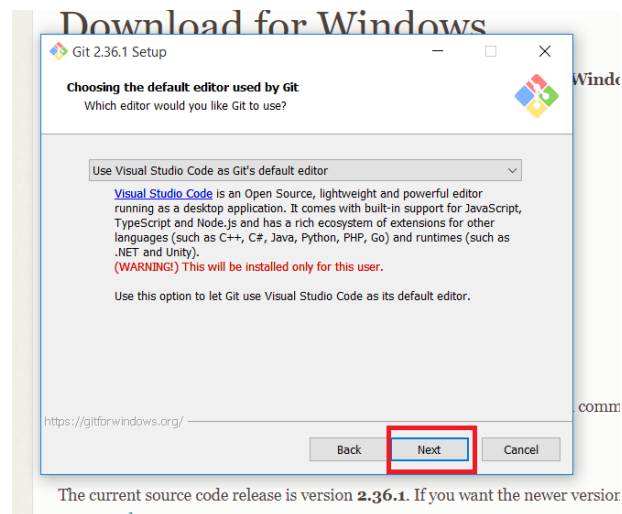 Download for Windows
Git 2.36.1 Setup
Choosing the default editor used by Git
Which editor would you like Git to use?
Use Visual Studio Code as Git's default editor
Visual Studio Code is an Open Source, lightweight and powerful editor
running as a desktop application. It comes with built-in support for JavaScript,
TypeScript and Node.js and has a rich ecosystem of extensions for other
languages (such as C++, C#, Java, Python, PHP, Go) and runtimes (such as
.NET and Unity).
(WARNING!) This will be installed only for this user.
Use this option to let Git use Visual Studio Code as its default editor.
https://gitforwindows.org/
Back
Next
Cancel
The current source code release is version 2.36.1. If you want the newer version